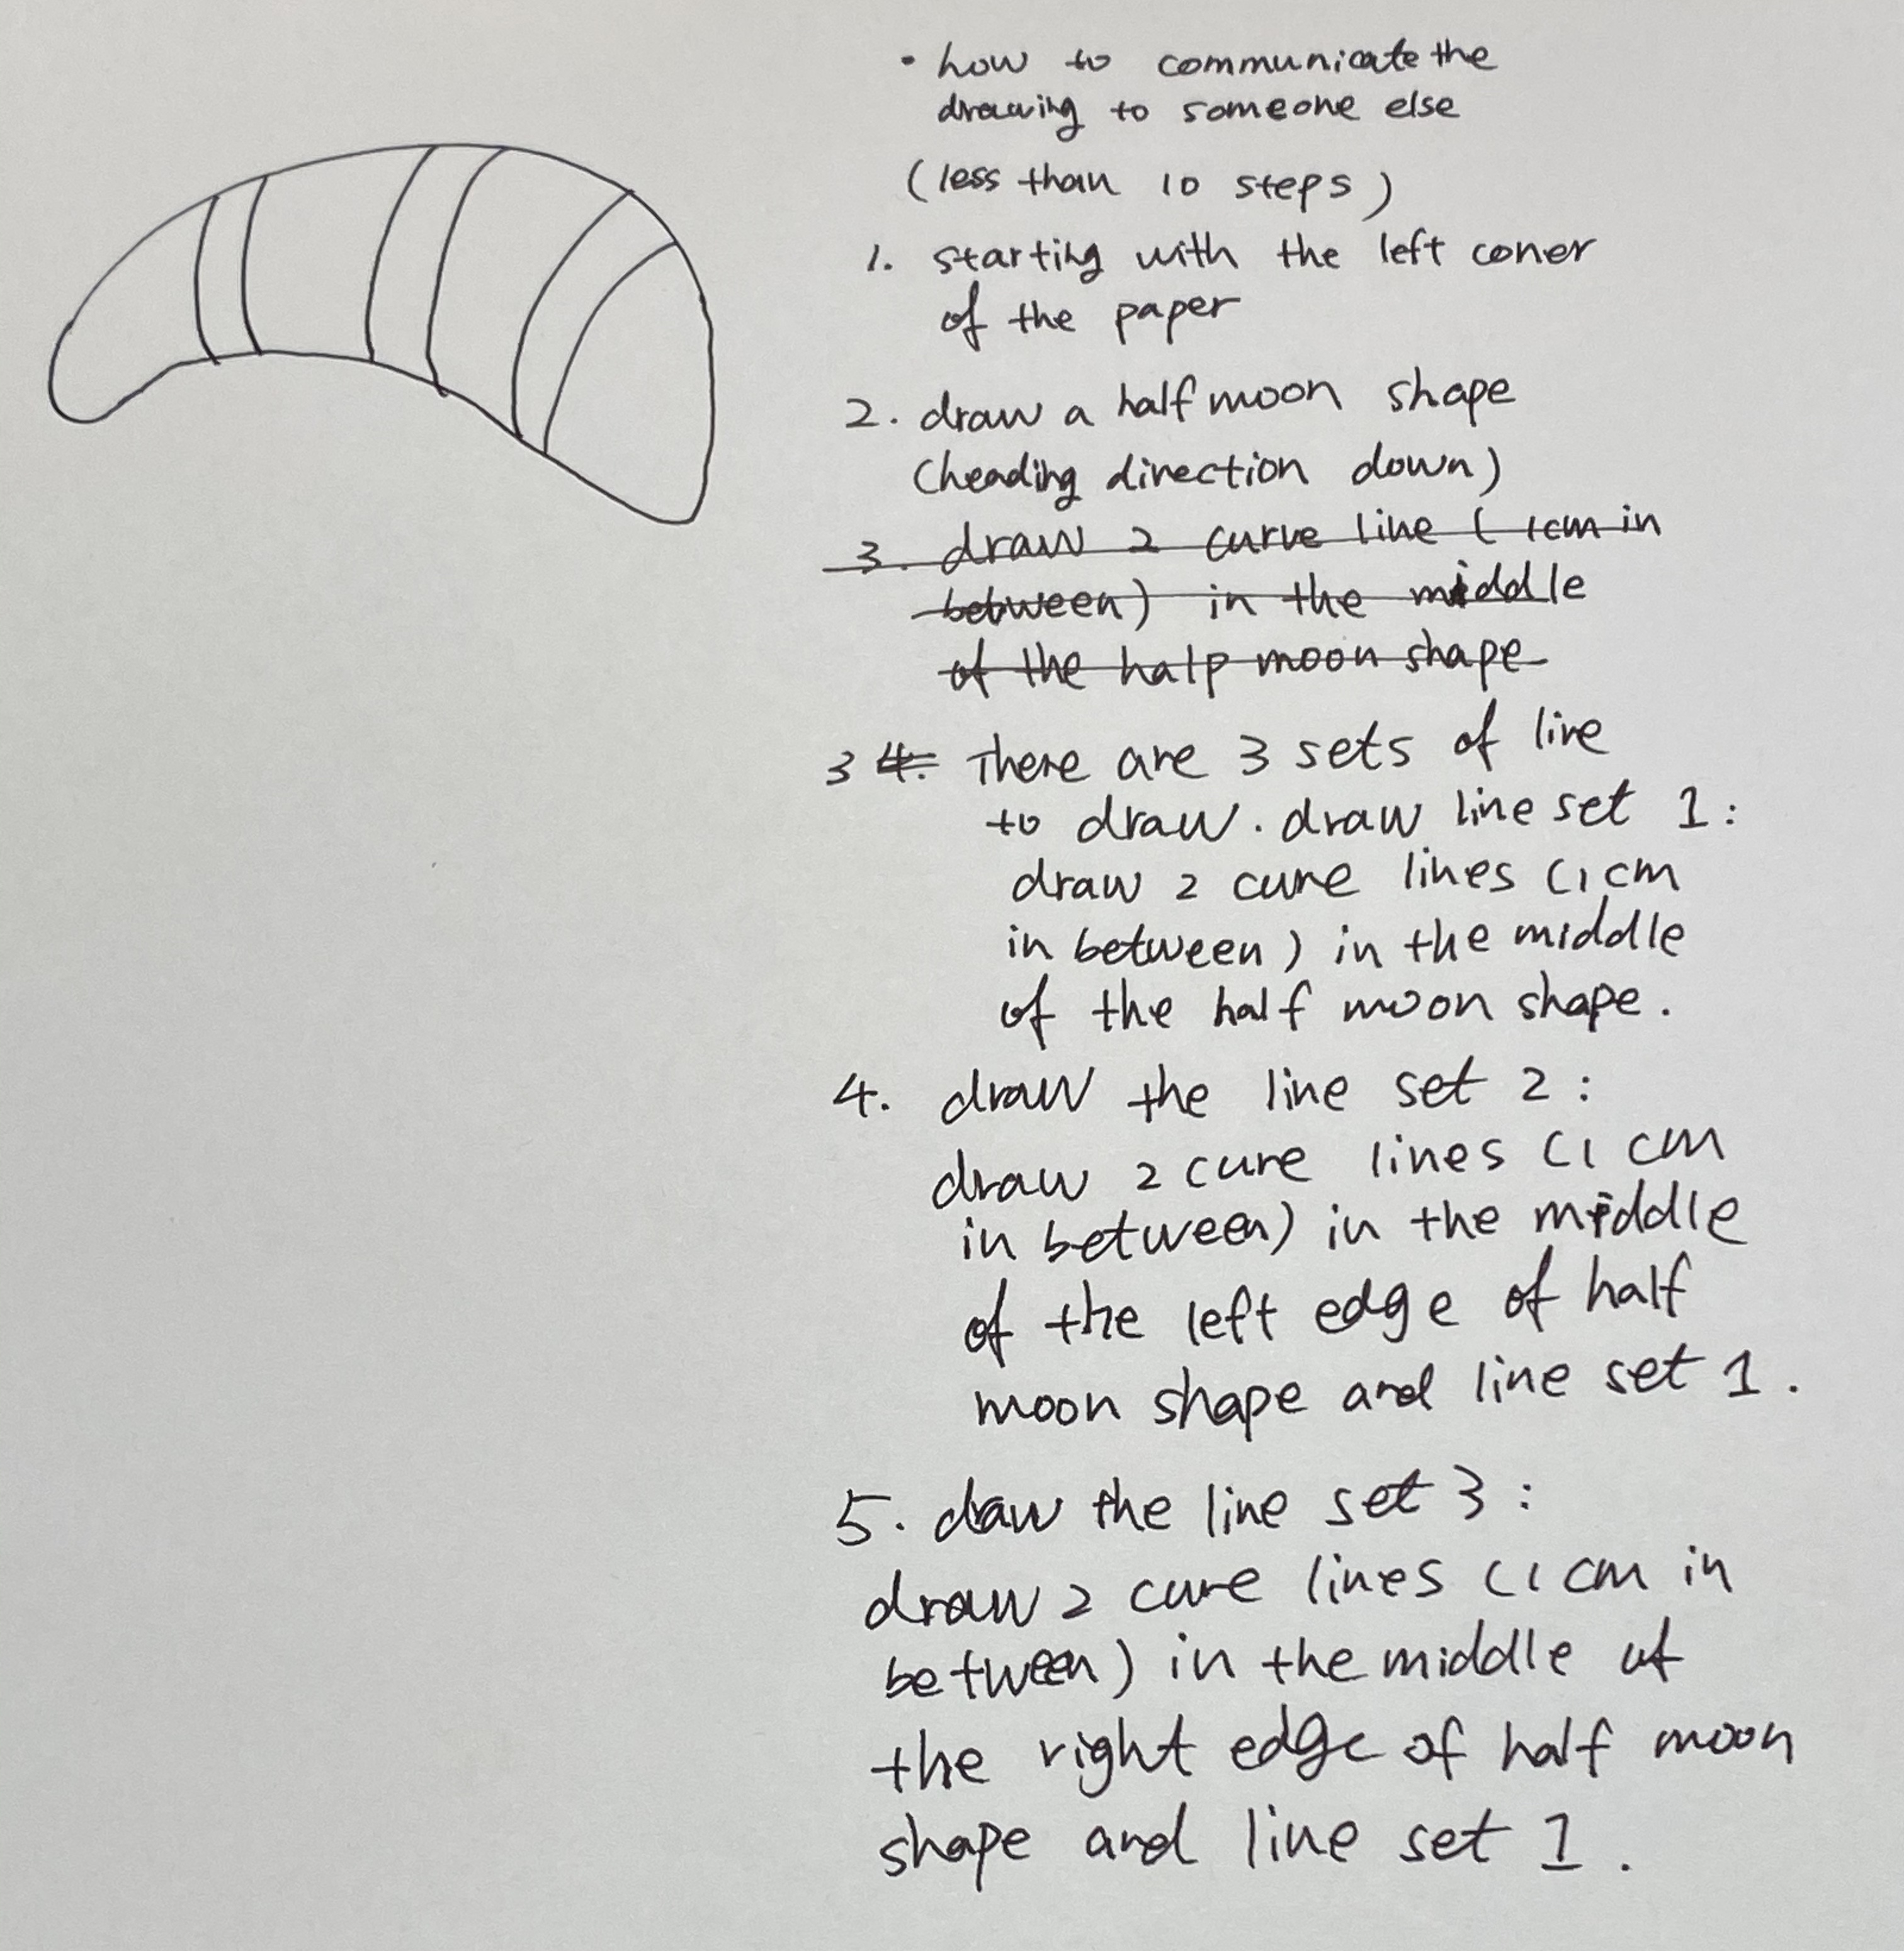 • how to communicate the
drawing to someone else
(less than 10 steps)
1. starting with the left coner
of the paper
2. draw a half moon shape
(heading direction down)
3. draw 2 curve line (1cm in
between) in the middle
of the halp moon shape
3 4. There are 3 sets of line
to draw. draw line set 1:
draw 2 cure lines (1 cm
in between) in the middle
of the half moon shape.
4. draw the line set 2:
draw 2 cure lines (1 cm
in between) in the middle
of the left edge of half
moon shape and line set 1.
5. daw the line set 3:
draw 2 cure lines (1 cm in
between) in the middle of
the right edge of half moon
shape and line set 1.